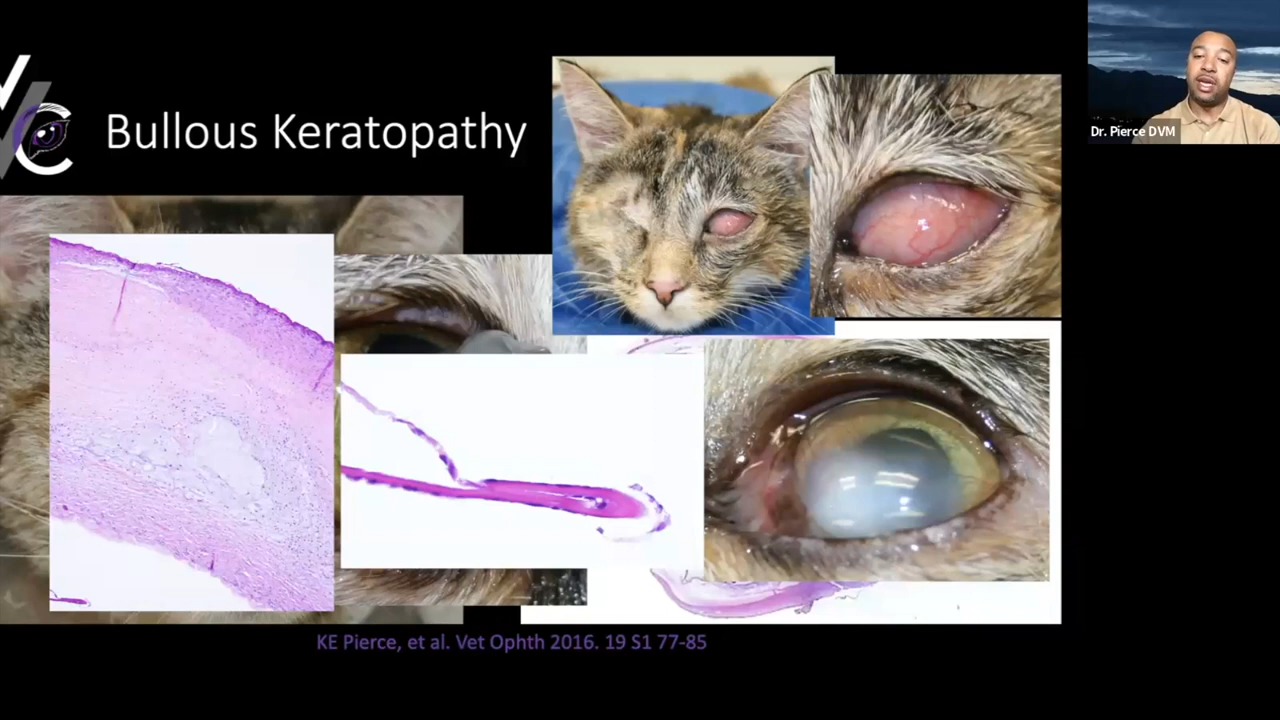 Bullous Keratopathy
Dr. Pierce DVM
KE Pierce, et al. Vet Ophth 2016. 19 S1 77-85